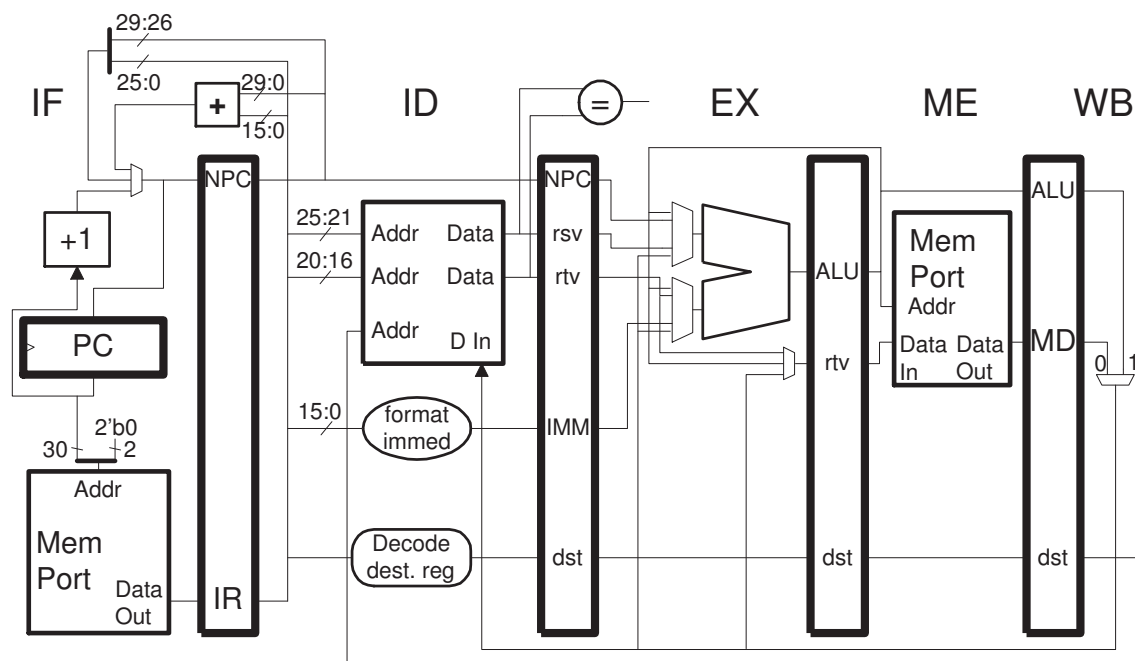 29:26
25:0
29:0
15:0
+
=
IF
ID
EX
ME
WB
NPC
NPC
ALU
+1
25:21
Addr
Data
rsv
20:16
Addr
Data
rtv
ALU
Mem
Port
Addr
Addr
D In
PC
rtv
Data
In
Data
Out
MD
0
1
15:0
format
immed
IMM
2'b0
30
2
Addr
Mem
Port
Data
Out
IR
Decode
dest. reg
dst
dst
dst